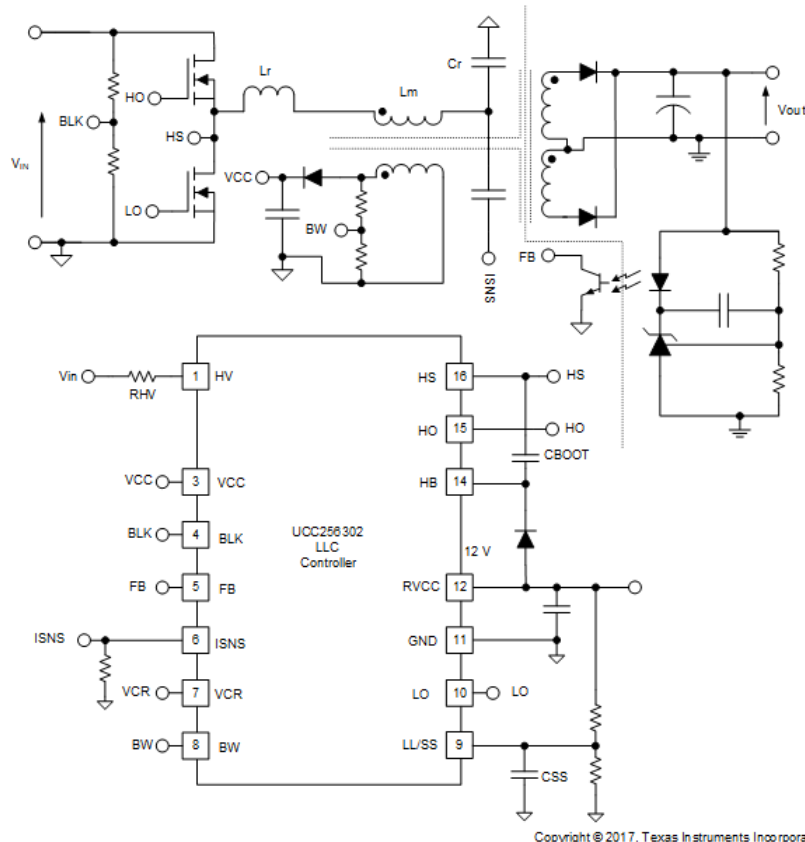 Cr
Lr
Lm
HO
BLK
HS
VIN
Vout
VCC
LO
BW
FB
ISNS
Vin
RHV
1
HV
HS
16
HS
HO
15
HO
CBOOT
VCC
3
VCC
HB
14
BLK
4
BLK
UCC256302
LLC
Controller
12 V
FB
5
FB
RVCC
12
ISNS
6
ISNS
GND
11
VCR
7
VCR
LO
10
LO
BW
8
BW
LL/SS
9
CSS
Copyright © 2017, Texas Instruments Incorpora